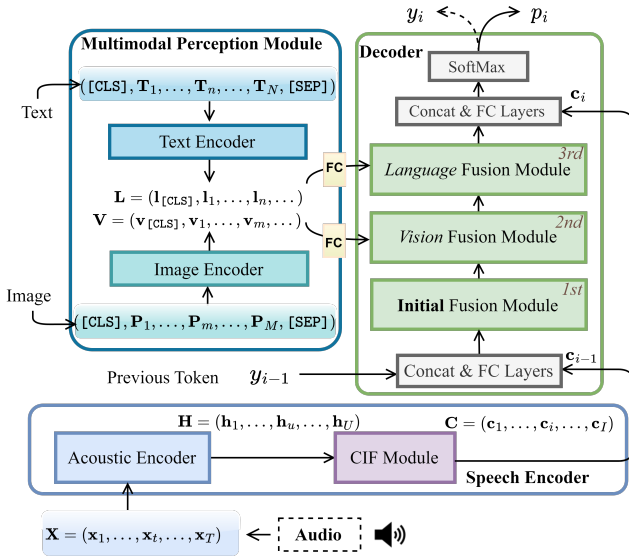 Multimodal Perception Module
([CLS], T₁, . . . , Tₙ, . . . , T_N, [SEP])
Text
Text Encoder
L = (l_[CLS], l₁, . . . , lₙ, . . . )
V = (v_[CLS], v₁, . . . , vₘ, . . . )
Image Encoder
Image
([CLS], P₁, . . . , Pₘ, . . . , P_M, [SEP])
FC
FC
yᵢ
pᵢ
Decoder
SoftMax
cᵢ
Concat & FC Layers
3rd
Language Fusion Module
2nd
Vision Fusion Module
1st
Initial Fusion Module
cᵢ₋₁
Concat & FC Layers
Previous Token yᵢ₋₁
H = (h₁, . . . , hᵤ, . . . , h_U)
C = (c₁, . . . , cᵢ, . . . , c_I)
Acoustic Encoder
CIF Module
Speech Encoder
X = (x₁, . . . , xₜ, . . . , x_T)
Audio